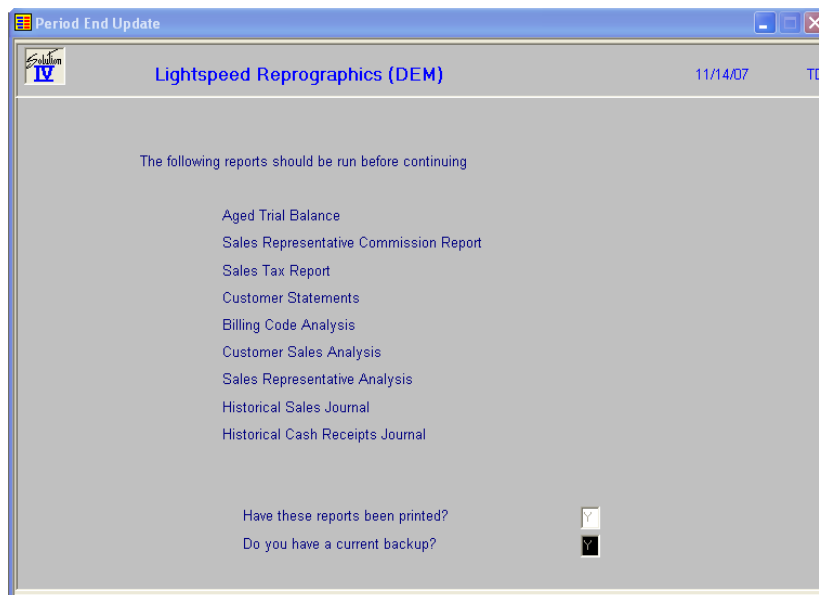 Period End Update
Solution
IV
Lightspeed Reprographics (DEM) 11/14/07
The following reports should be run before continuing
Aged Trial Balance
Sales Representative Commission Report
Sales Tax Report
Customer Statements
Billing Code Analysis
Customer Sales Analysis
Sales Representative Analysis
Historical Sales Journal
Historical Cash Receipts Journal
Have these reports been printed? Y
Do you have a current backup? Y